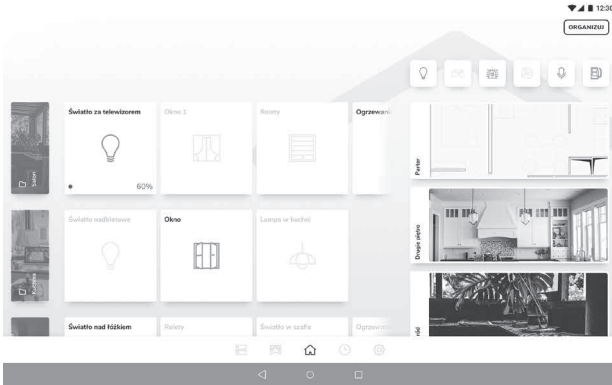 12:30
ORGANIZUJ
Salon
Światło za telewizorem
60%
Okno 1
Rolety
Ogrzewani
Parter
Kuchnia
Światło nadblatowe
Okno
Lampa w kuchni
Drugie piętro
Światło nad łóżkiem
Rolety
Światło w szafie
Ogrzewani